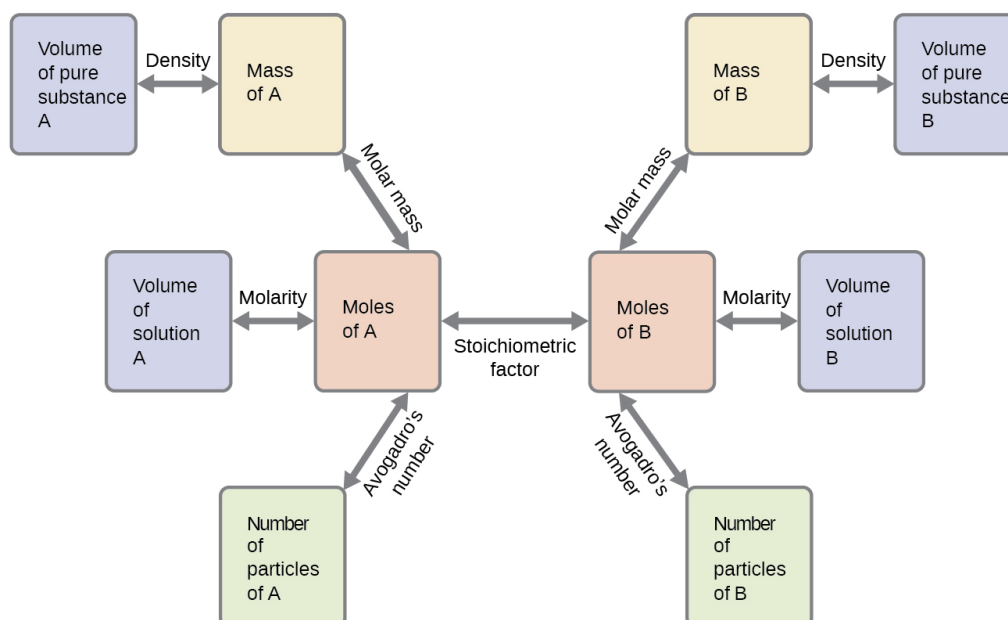 Volume
of pure
substance
A
Density
Mass
of A
Mass
of B
Density
Volume
of pure
substance
B
Molar mass
Molar mass
Volume
of
solution
A
Molarity
Moles
of A
Stoichiometric
factor
Moles
of B
Molarity
Volume
of
solution
B
Avogadro’s
number
Avogadro’s
number
Number
of
particles
of A
Number
of
particles
of B